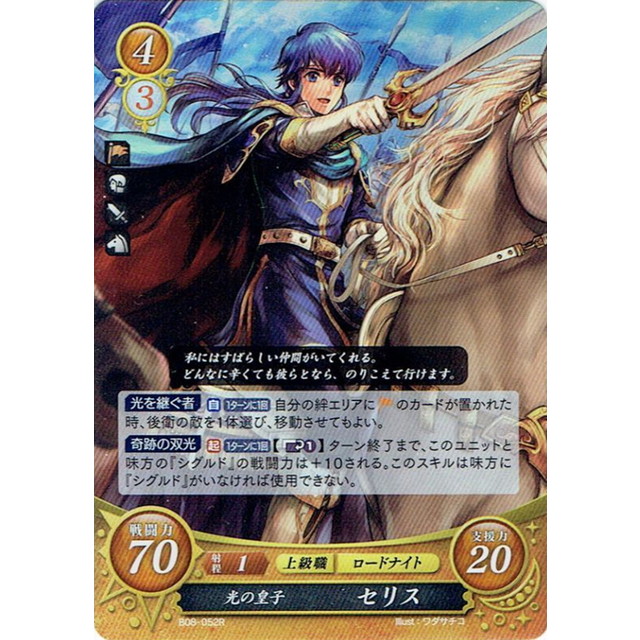 4
3
私にはすばらしい仲間がいてくれる。
どんなに辛くても彼らとなら、のりこえて行けます。
光を継ぐ者 自 1ターンに1回 自分の絆エリアに のカードが置かれた
時、後衛の敵を1体選び、移動させてもよい。
奇跡の双光 起 1ターンに1回 【 1】ターン終了まで、このユニットと
味方の『シグルド』の戦闘力は＋10される。このスキルは味方に
『シグルド』がいなければ使用できない。
戦闘力
70
射程 1 上級職 ロードナイト
支援力
20
光の皇子 セリス
B08-052R Illust：ワダサチコ